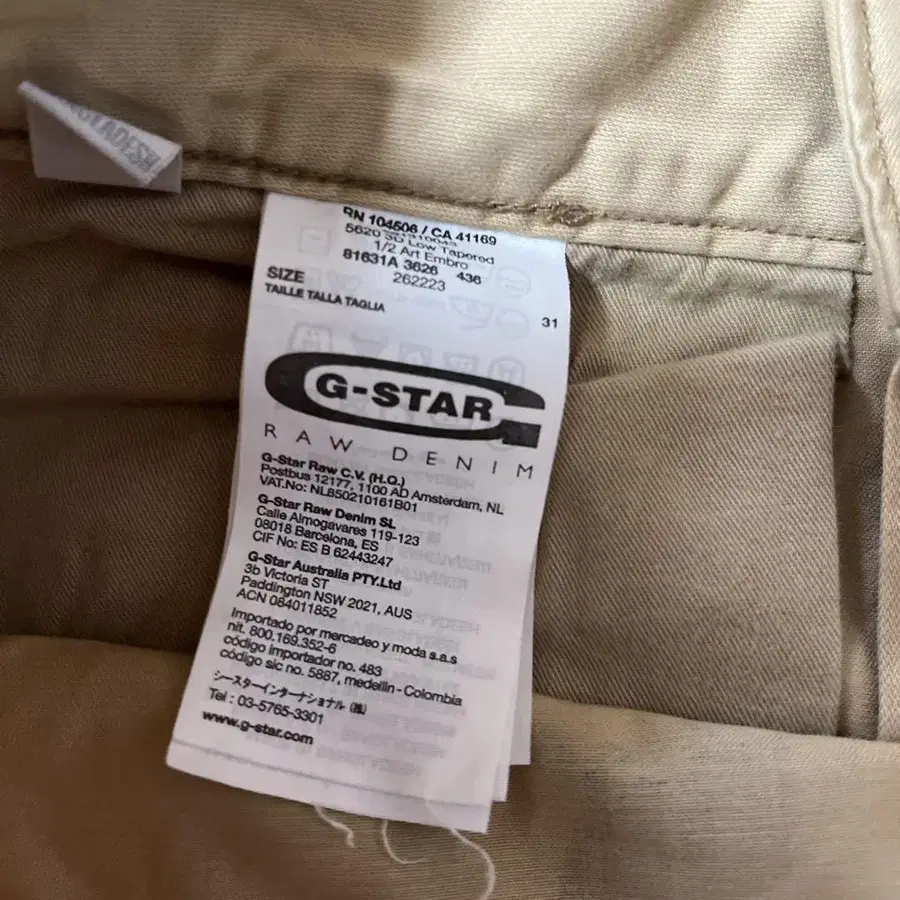 RN 104506 / CA 41169
5620
3D Low Tapered
1/2 Art Embro
81631A 3626 436
262223
SIZE
TAILLE TALLA TAGLIA
31
G-STAR
RAW DENIM
G-Star Raw C.V. (H.Q.)
Postbus 12177, 1100 AD Amsterdam, NL
VAT.No: NL850210161B01
G-Star Raw Denim SL
Calle Almogavares 119-123
08018 Barcelona, ES
CIF No: ES B 62443247
G-Star Australia PTY.Ltd
3b Victoria ST
Paddington NSW 2021, AUS
ACN 084011852
Importado por mercadeo y moda s.a.s
nit. 800.169.352-6
código importador no. 483
código sic no. 5887, medellin - Colombia
ジースターインターナショナル (株)
Tel : 03-5765-3301
www.g-star.com